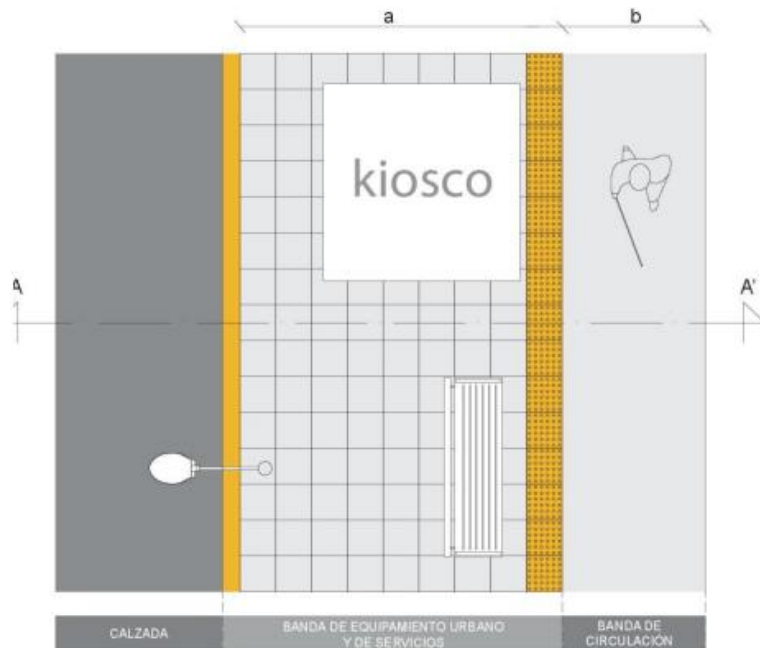 a
b
kiosco
A
A'
CALZADA
BANDA DE EQUIPAMIENTO URBANO
Y DE SERVICIOS
BANDA DE
CIRCULACIÓN